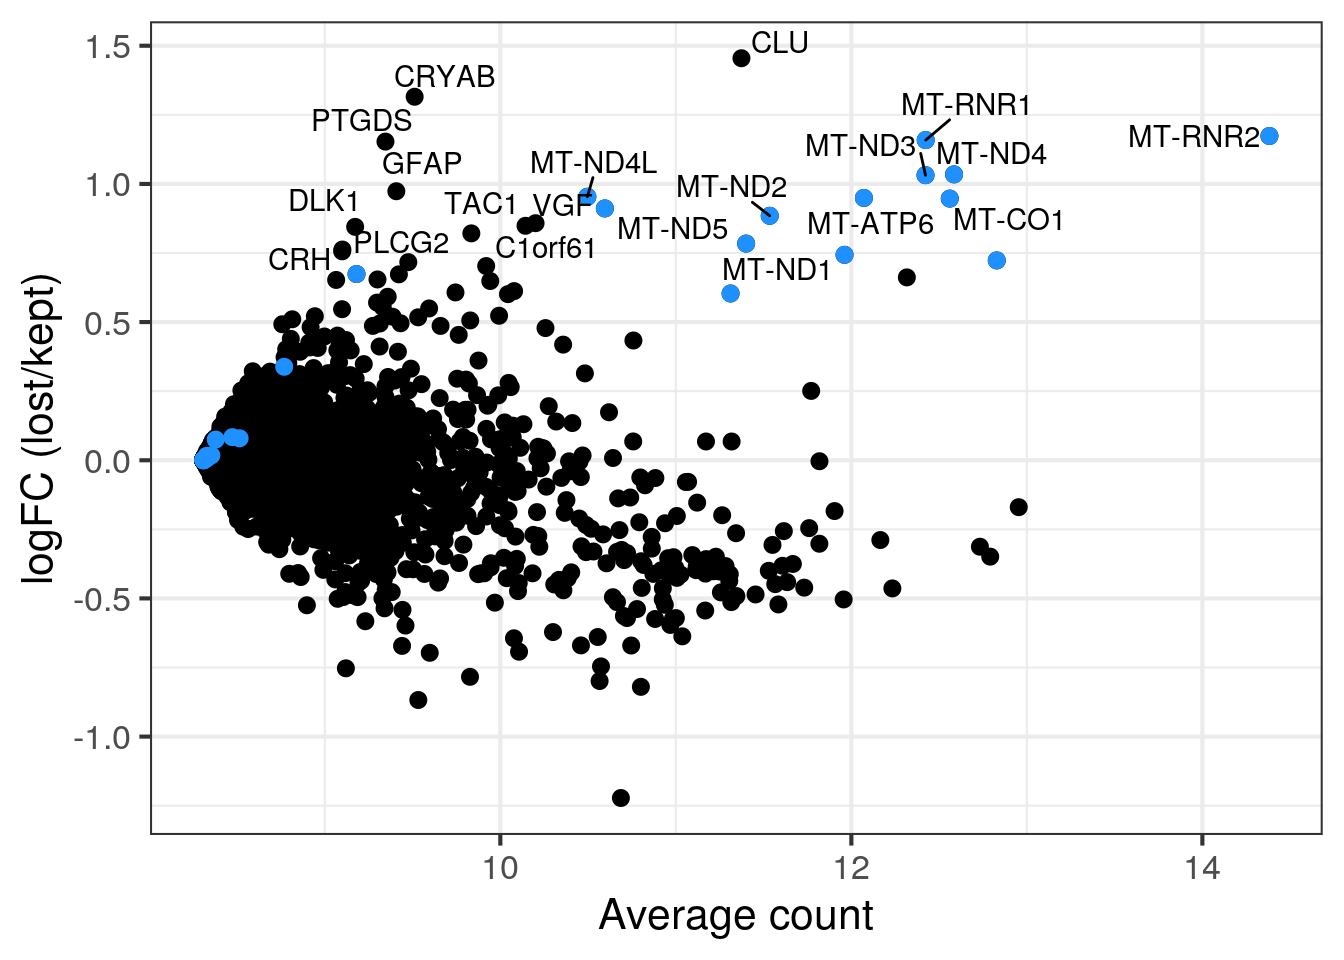 1.5
1.0
0.5
0.0
-0.5
-1.0
logFC (lost/kept)
CLU
CRYAB
MT-RNR1
PTGDS
MT-RNR2
MT-ND3
MT-ND4
GFAP
MT-ND4L
MT-ND2
DLK1
TAC1
VGF
MT-ATP6
MT-CO1
MT-ND5
PLCG2
C1orf61
CRH
MT-ND1
10
12
14
Average count